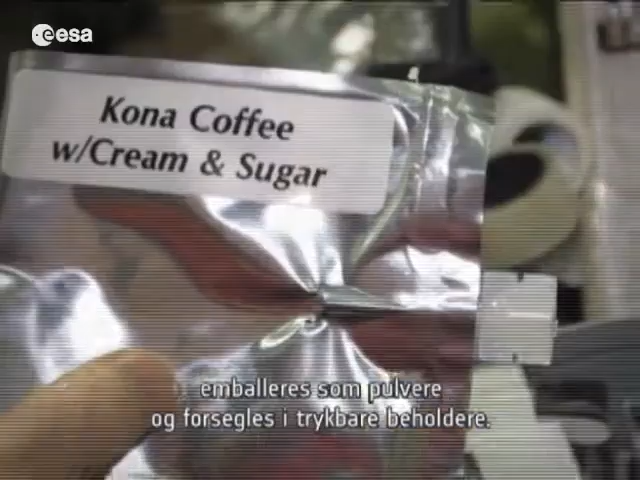 esa
Kona Coffee
w/Cream & Sugar
emballeres som pulvere
og forsegles i trykbare beholdere.